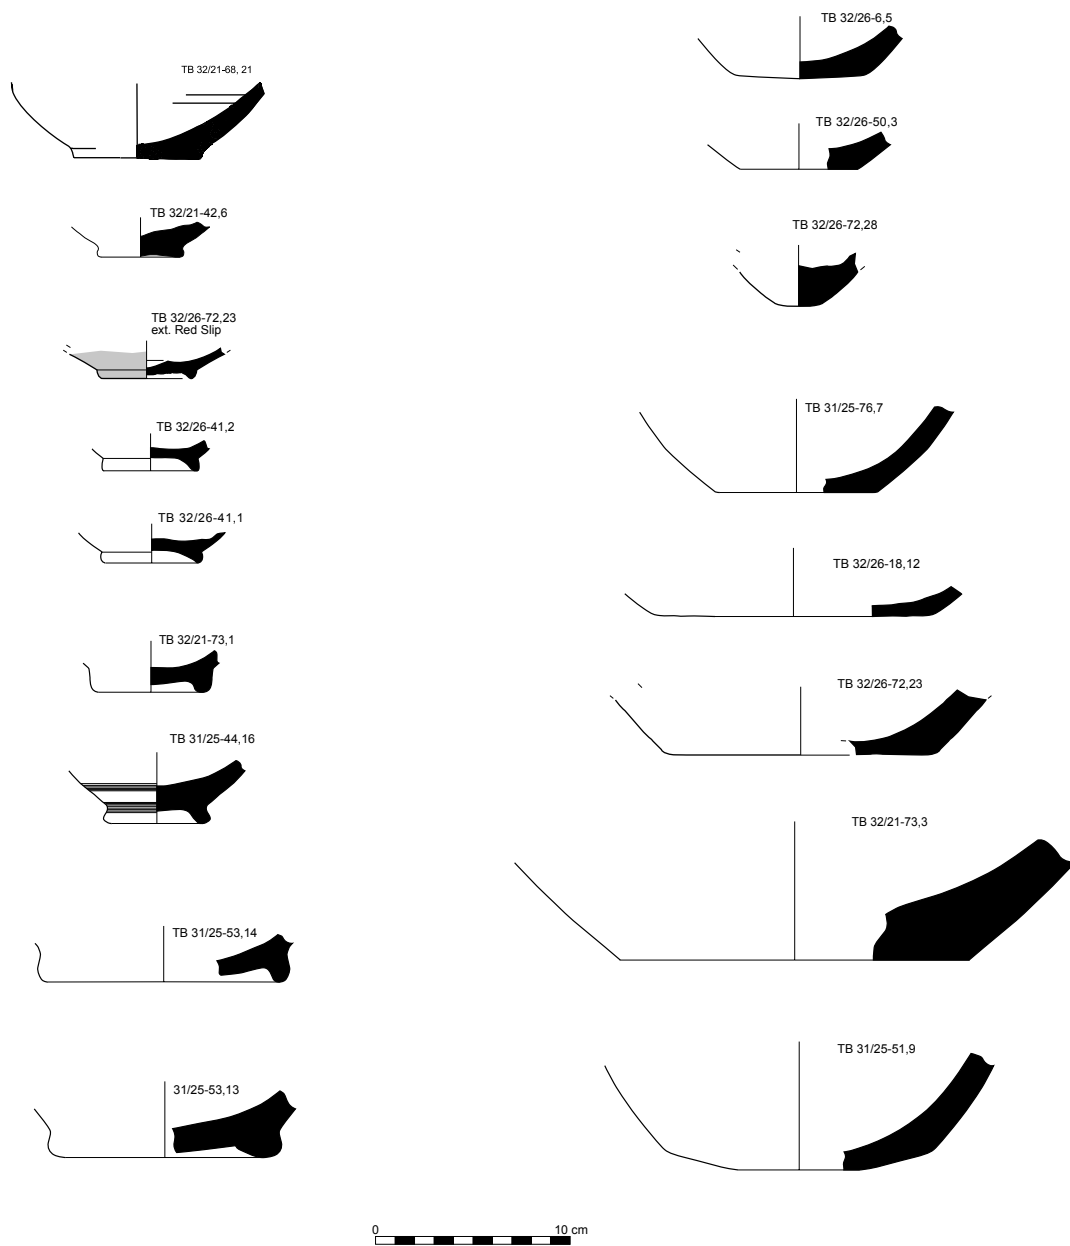 TB 32/21-68, 21
TB 32/21-42,6
TB 32/26-72,23
ext. Red Slip
TB 32/26-41,2
TB 32/26-41,1
TB 32/21-73,1
TB 31/25-44,16
TB 31/25-53,14
31/25-53,13
TB 32/26-6,5
TB 32/26-50,3
TB 32/26-72,28
TB 31/25-76,7
TB 32/26-18,12
TB 32/26-72,23
TB 32/21-73,3
TB 31/25-51,9
0 10 cm